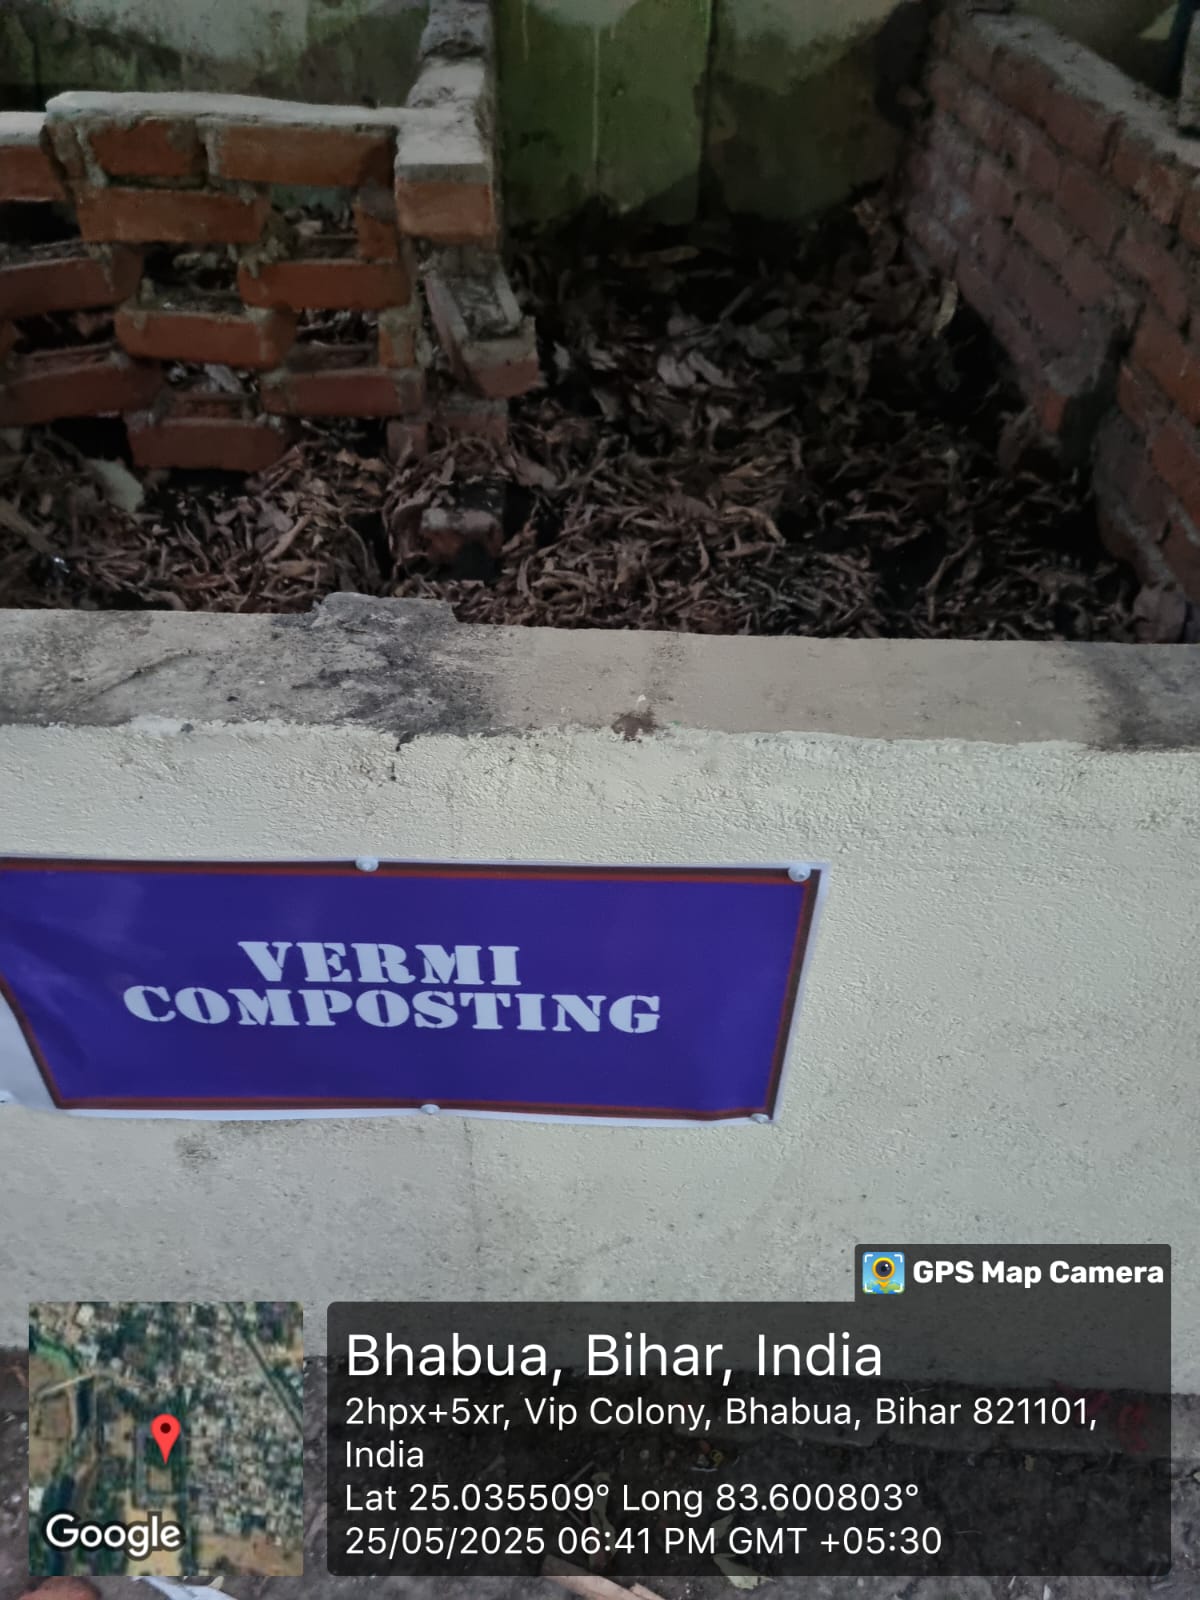 VERMI
COMPOSTING
GPS Map Camera
Bhabua, Bihar, India
2hpx+5xr, Vip Colony, Bhabua, Bihar 821101,
India
Lat 25.035509° Long 83.600803°
25/05/2025 06:41 PM GMT +05:30
Google